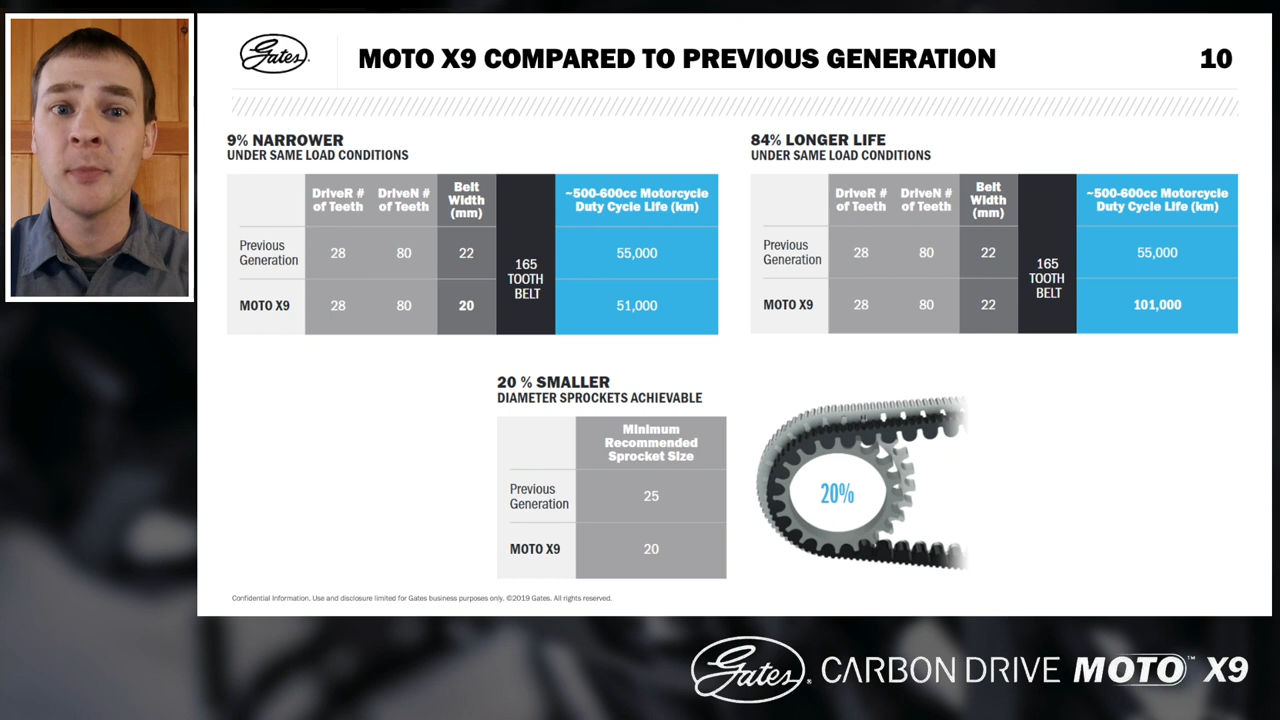 Gates
MOTO X9 COMPARED TO PREVIOUS GENERATION
10
9% NARROWER
UNDER SAME LOAD CONDITIONS
DriveR #
of Teeth
DriveN #
of Teeth
Belt
Width
(mm)
~500-600cc Motorcycle
Duty Cycle Life (km)
Previous
Generation
28
80
22
165
TOOTH
BELT
55,000
MOTO X9
28
80
20
51,000
84% LONGER LIFE
UNDER SAME LOAD CONDITIONS
DriveR #
of Teeth
DriveN #
of Teeth
Belt
Width
(mm)
~500-600cc Motorcycle
Duty Cycle Life (km)
Previous
Generation
28
80
22
165
TOOTH
BELT
55,000
MOTO X9
28
80
22
101,000
20 % SMALLER
DIAMETER SPROCKETS ACHIEVABLE
Minimum
Recommended
Sprocket Size
Previous
Generation
25
MOTO X9
20
20%
Confidential Information. Use and disclosure limited for Gates business purposes only. ©2019 Gates. All rights reserved.
Gates® CARBON DRIVE MOTO™ X9